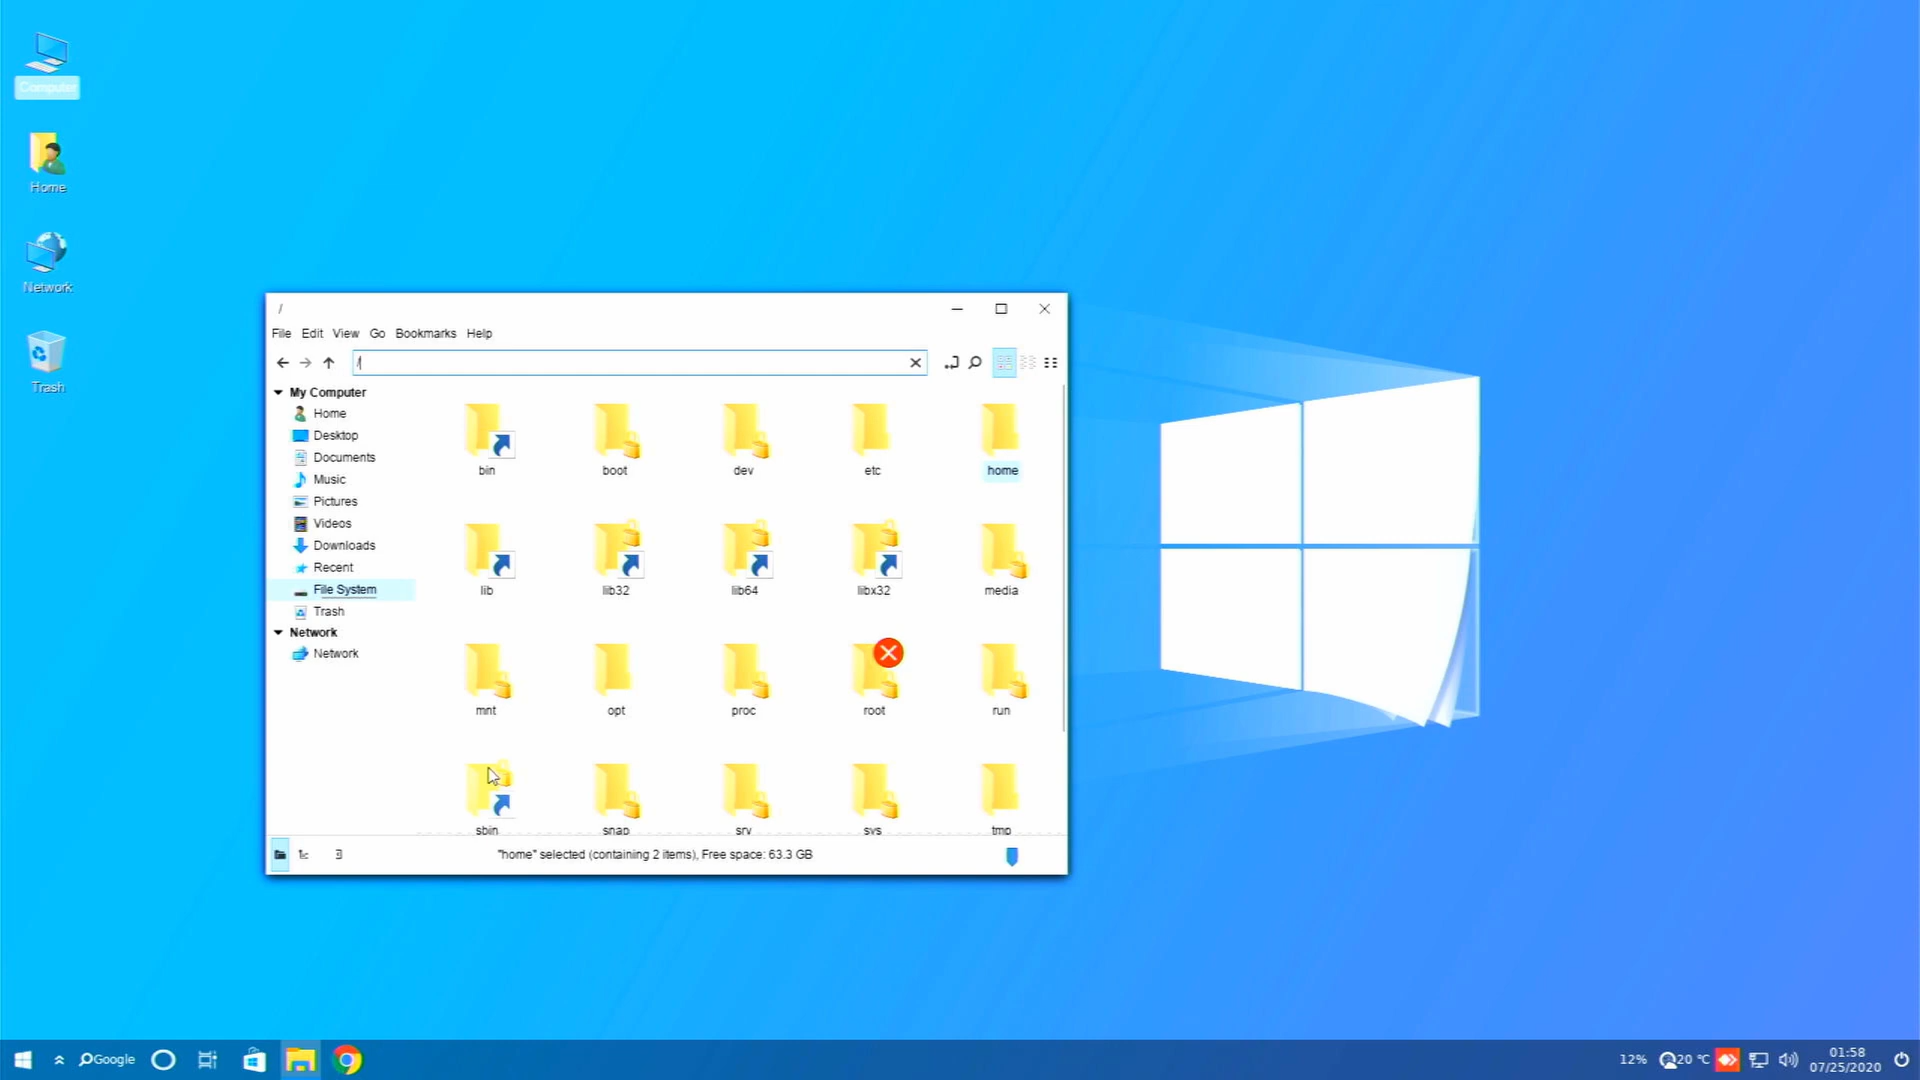 Computer
Home
Network
Trash
/
File Edit View Go Bookmarks Help
/
My Computer
Home
Desktop
Documents
Music
Pictures
Videos
Downloads
Recent
File System
Trash
Network
Network
bin boot dev etc home
lib lib32 lib64 libx32 media
mnt opt proc root run
sbin snap srv sys tmp
"home" selected (containing 2 items), Free space: 63.3 GB
Google
12% 20 °C
01:58
07/25/2020